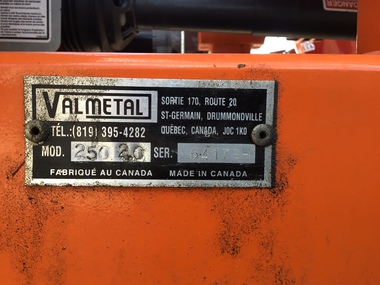 DANGER
VALMETAL
SORTIE 170, ROUTE 20
ST-GERMAIN, DRUMMONDVILLE
QUÉBEC, CANADA, J0C 1K0
TÉL.:(819) 395-4282
MOD. 250 20 SER.
FABRIQUÉ AU CANADA MADE IN CANADA